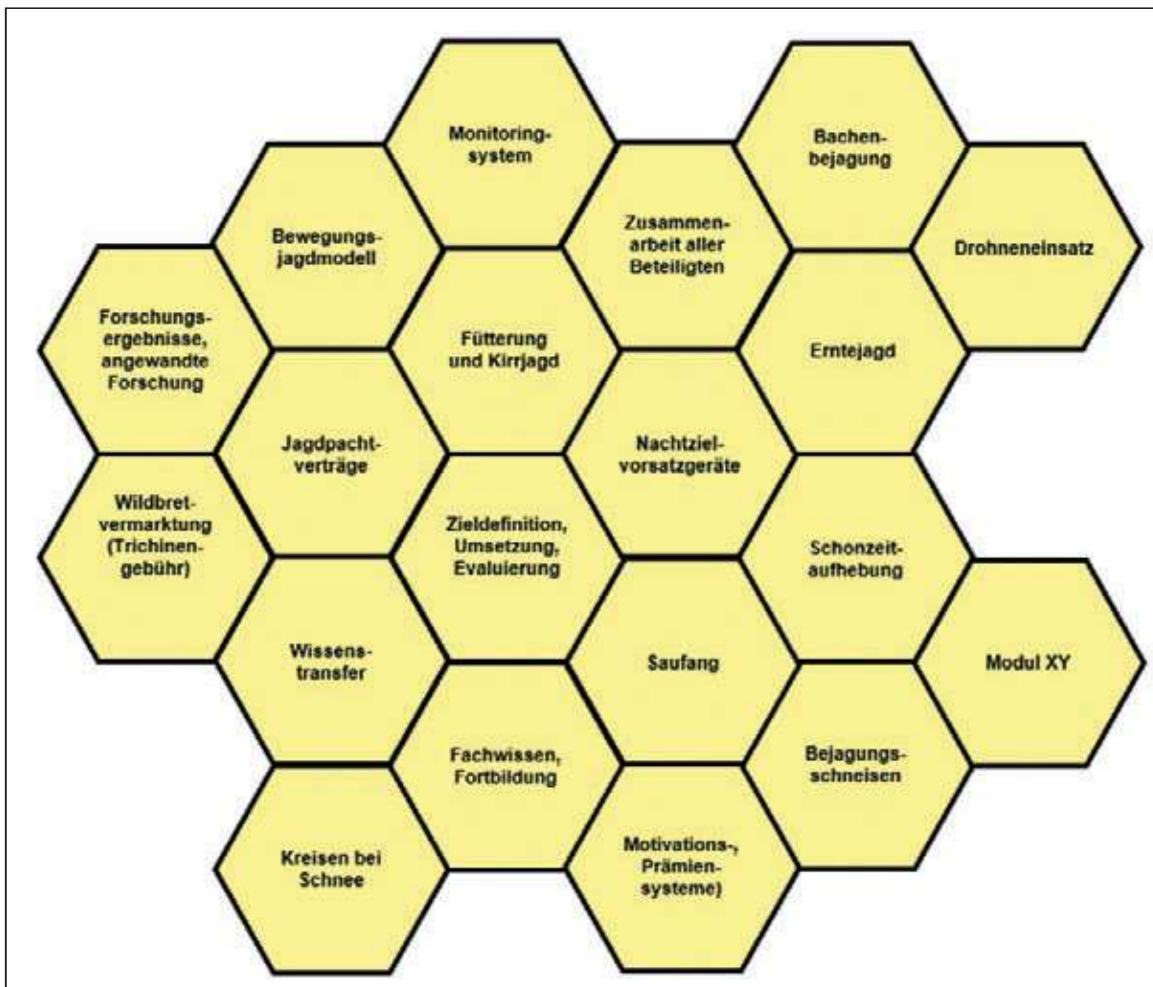 Monitoring-
system
Bachen-
bejagung
Bewegungs-
jagdmodell
Zusammen-
arbeit aller
Beteiligten
Drohneneinsatz
Forschungs-
ergebnisse,
angewandte
Forschung
Fütterung
und Kirrjagd
Erntejagd
Jagdpacht-
verträge
Nachtziel-
vorsatzgeräte
Wildbret-
vermarktung
(Trichinen-
gebühr)
Zieldefinition,
Umsetzung,
Evaluierung
Schonzeit-
aufhebung
Wissens-
transfer
Saufang
Modul XY
Fachwissen,
Fortbildung
Bejagungs-
schneisen
Kreisen bei
Schnee
Motivations-,
Prämien-
systeme)